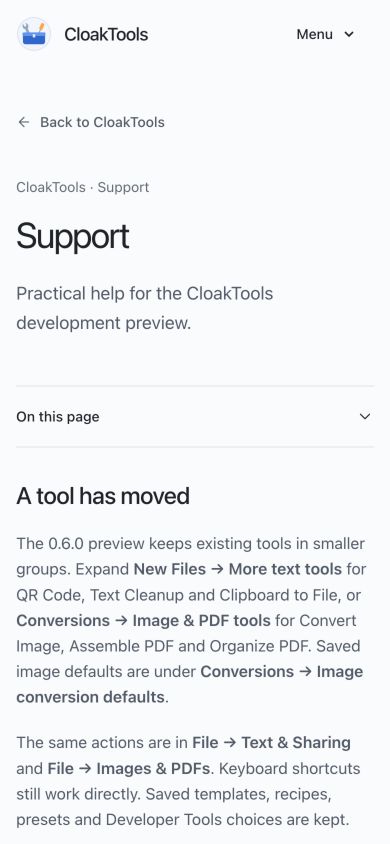 CloakTools
Menu
Back to CloakTools
CloakTools · Support
Support
Practical help for the CloakTools
development preview.
On this page
A tool has moved
The 0.6.0 preview keeps existing tools in smaller
groups. Expand New Files → More text tools for
QR Code, Text Cleanup and Clipboard to File, or
Conversions → Image & PDF tools for Convert
Image, Assemble PDF and Organize PDF. Saved
image defaults are under Conversions → Image
conversion defaults.
The same actions are in File → Text & Sharing
and File → Images & PDFs. Keyboard shortcuts
still work directly. Saved templates, recipes,
presets and Developer Tools choices are kept.